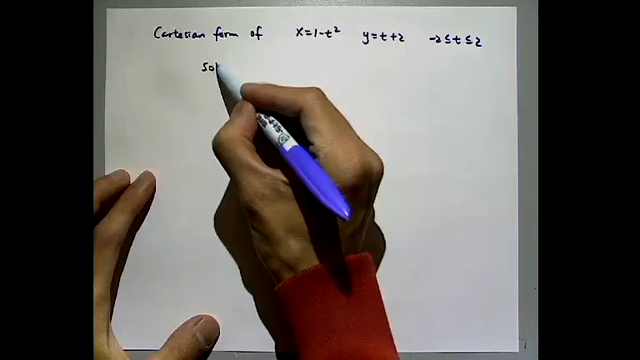 Cartesian form of x=1-t² y=t+2 -2≤t≤2
Sol